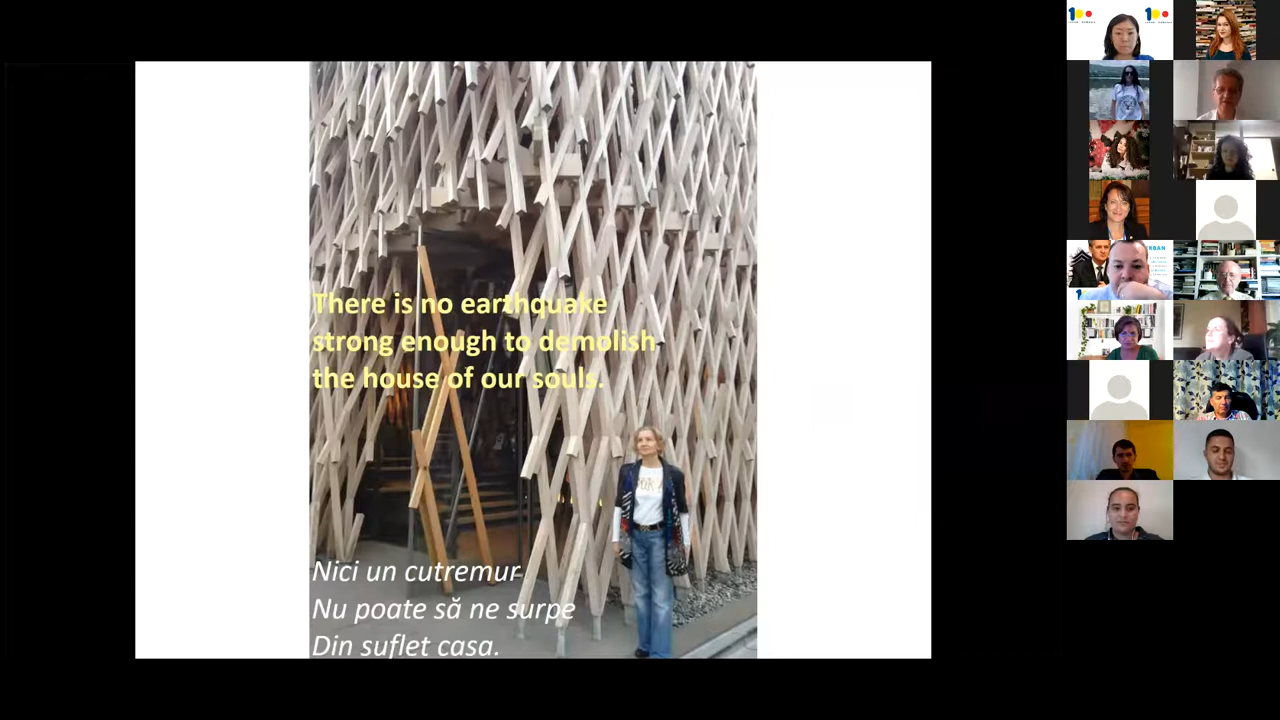 There is no earthquake
strong enough to demolish
the house of our souls.
Nici un cutremur
Nu poate să ne surpe
Din suflet casa.